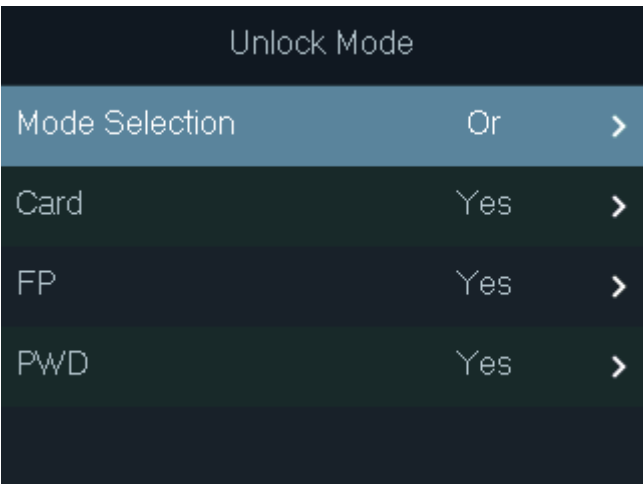 Unlock Mode
Mode Selection Or >
Card Yes >
FP Yes >
PWD Yes >